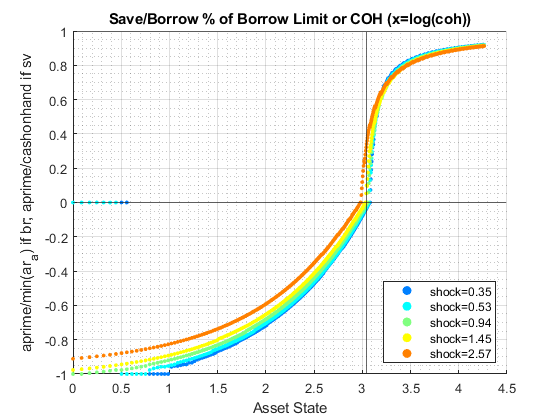 Save/Borrow % of Borrow Limit or COH (x=log(coh))
aprime/min(ar_a) if br; aprime/cashonhand if sv
1
0.8
0.6
0.4
0.2
0
-0.2
-0.4
-0.6
-0.8
-1
0
0.5
1
1.5
2
2.5
3
3.5
4
4.5
Asset State
shock=0.35
shock=0.53
shock=0.94
shock=1.45
shock=2.57